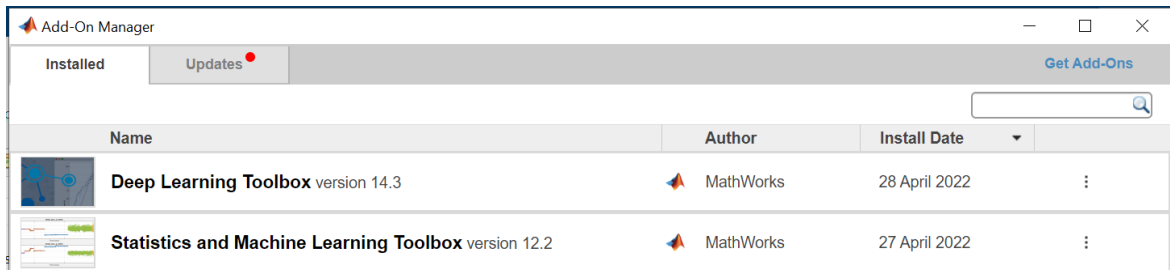 Add-On Manager
Installed Updates Get Add-Ons
Name Author Install Date
Deep Learning Toolbox version 14.3 MathWorks 28 April 2022
Statistics and Machine Learning Toolbox version 12.2 MathWorks 27 April 2022